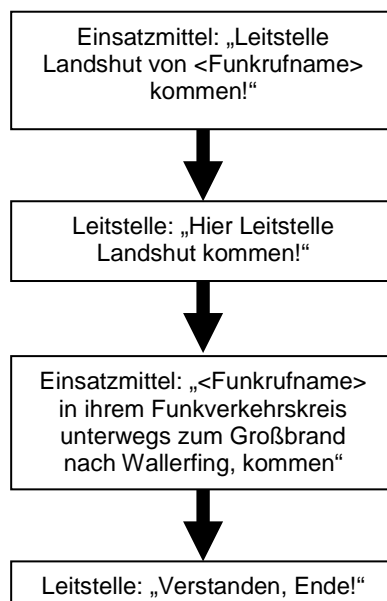 Einsatzmittel: „Leitstelle
Landshut von <Funkrufname>
kommen!“
Leitstelle: „Hier Leitstelle
Landshut kommen!“
Einsatzmittel: „<Funkrufname>
in ihrem Funkverkehrskreis
unterwegs zum Großbrand
nach Wallerfing, kommen“
Leitstelle: „Verstanden, Ende!“